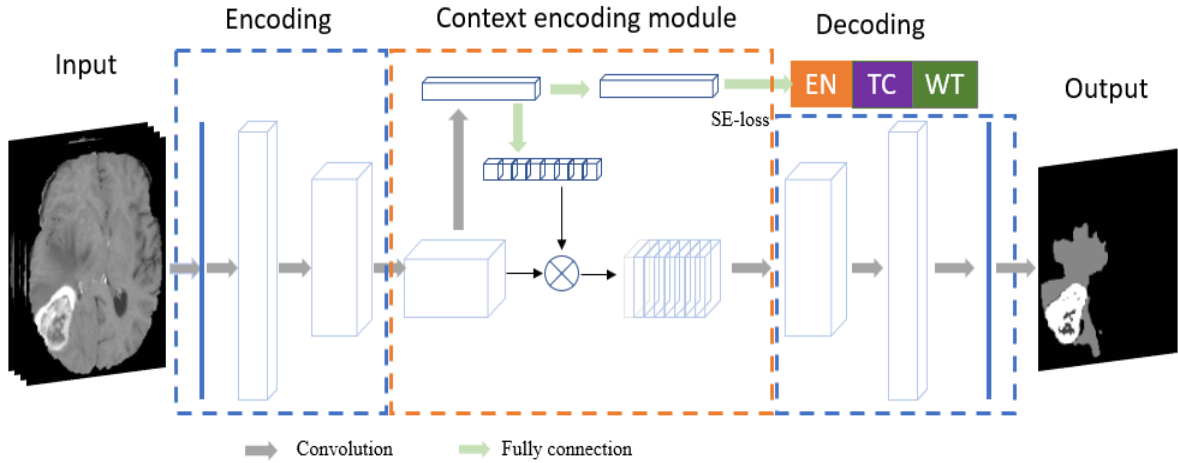 Input
Encoding
Context encoding module
Decoding
EN TC WT
Output
SE-loss
Convolution
Fully connection